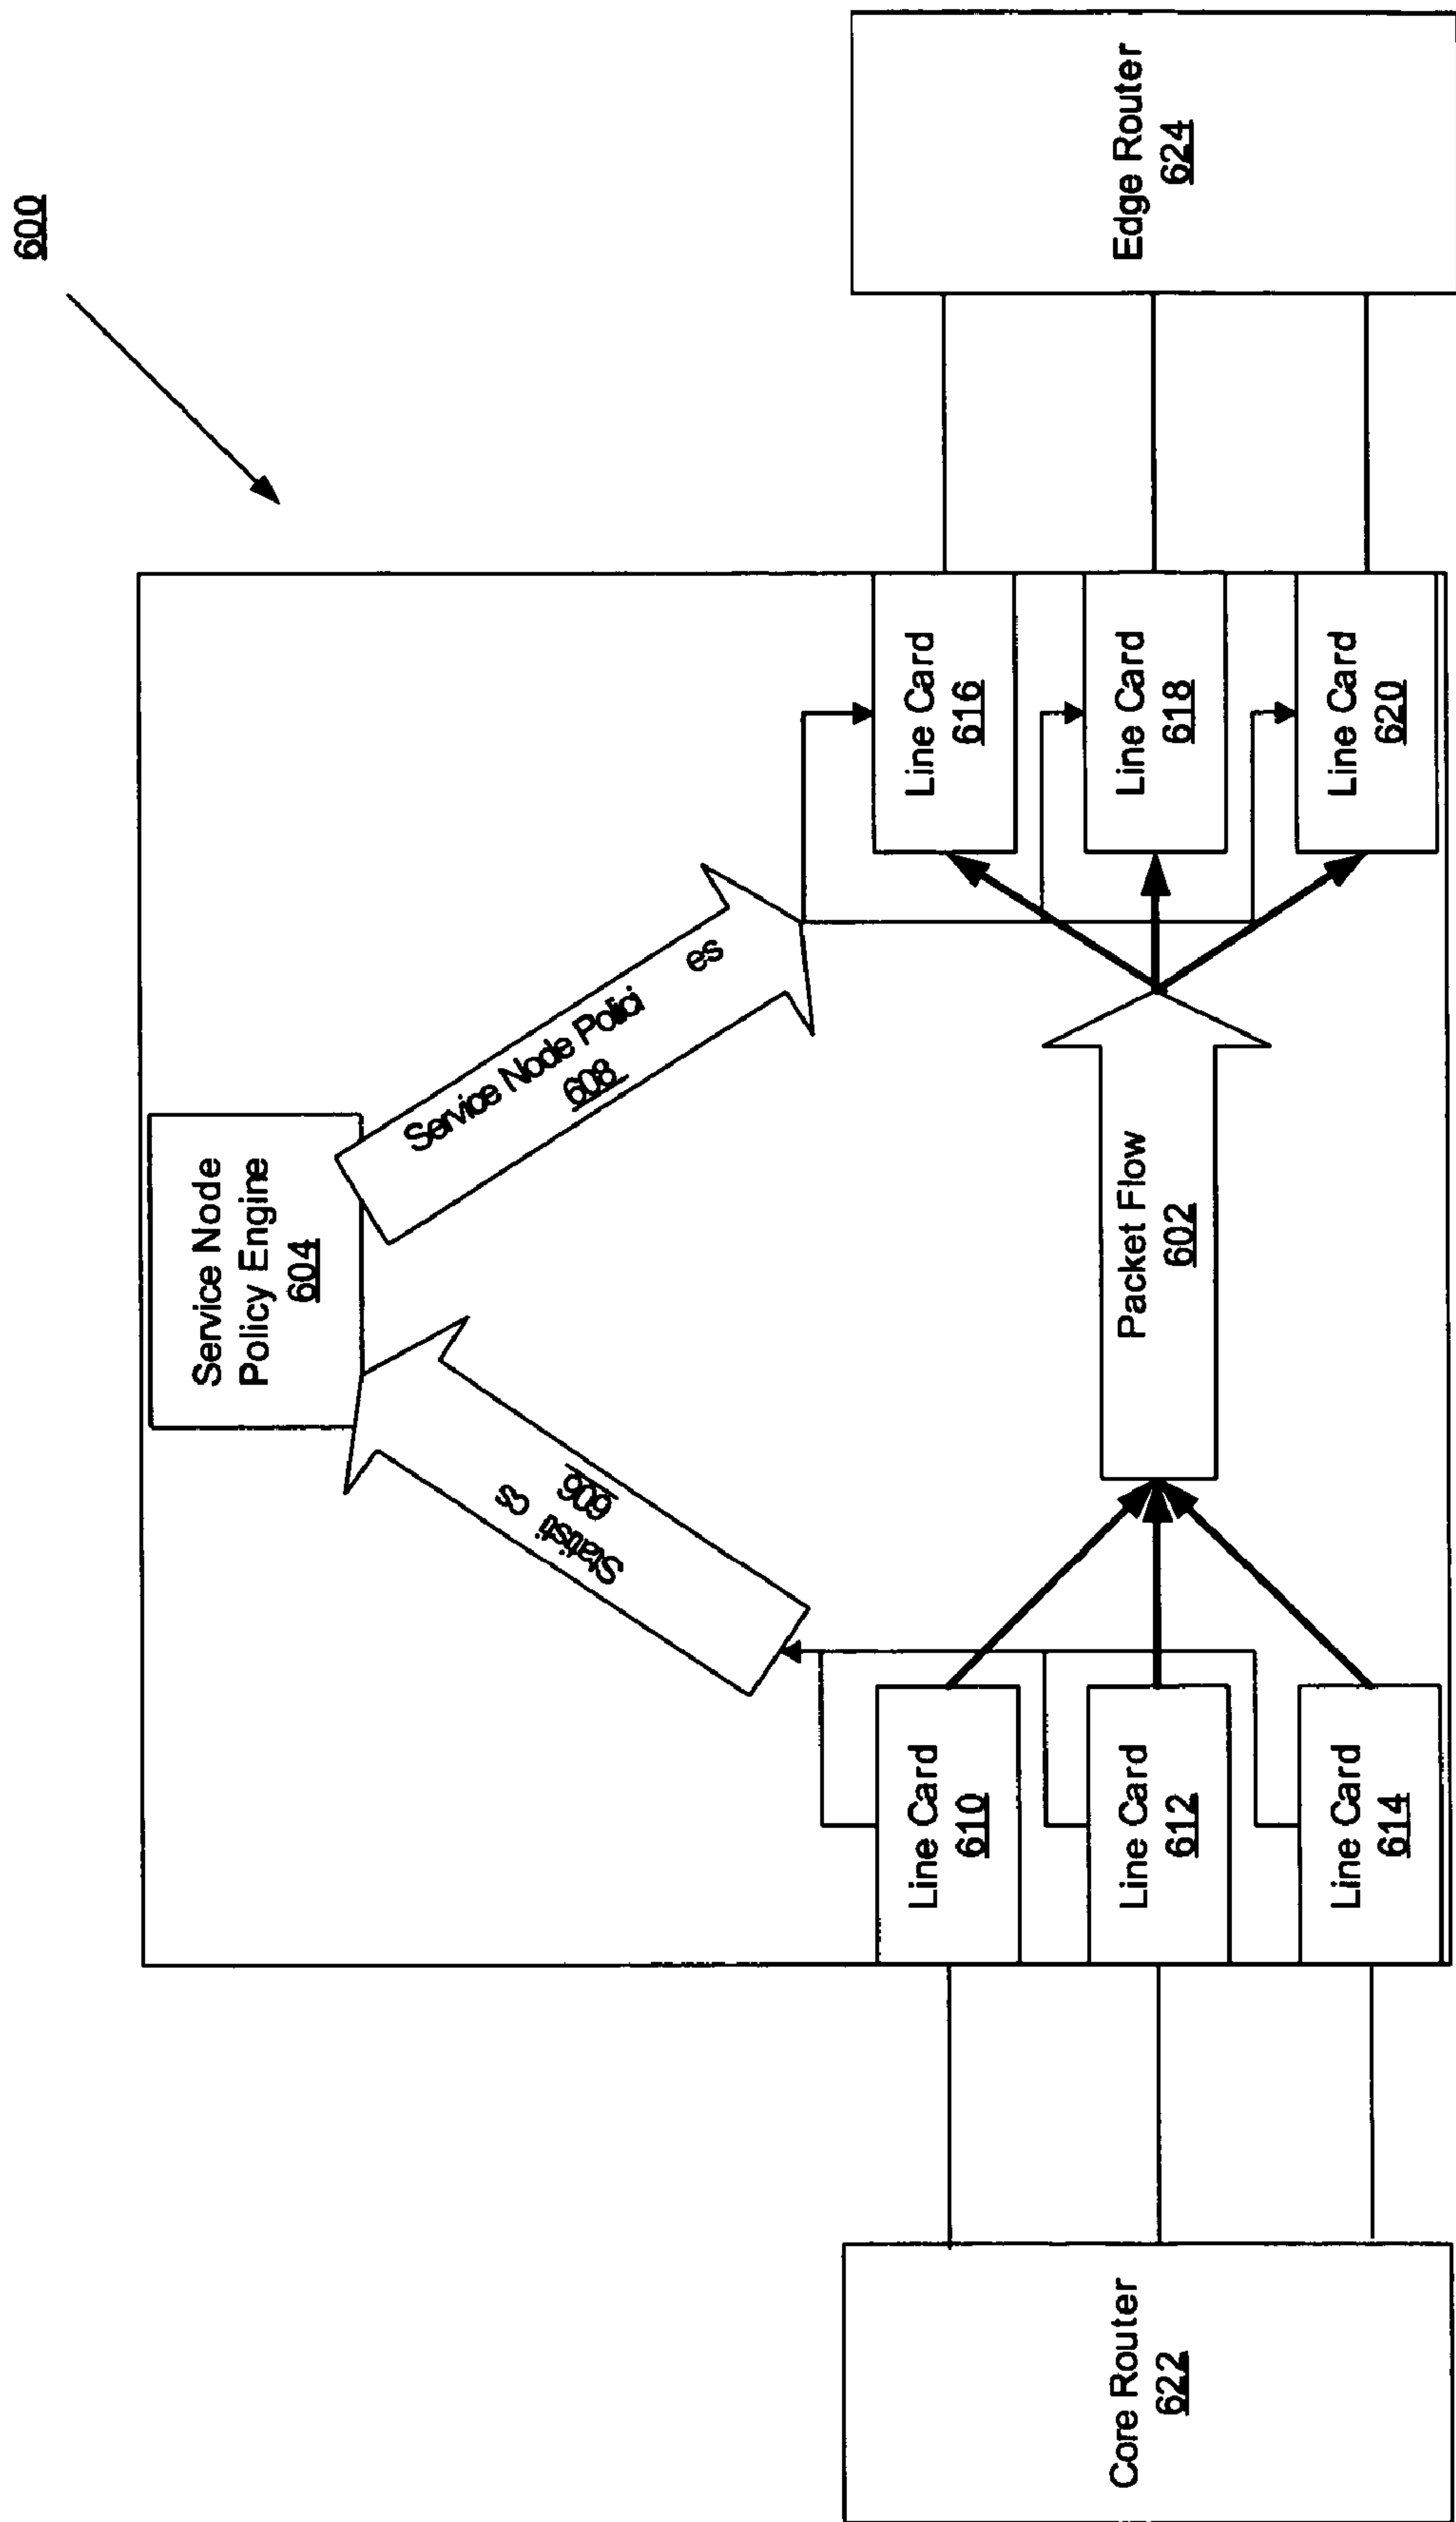 600
Service Node
Policy Engine
604
Statisti cs
606
Service Node Polici es
608
Core Router
622
Line Card
610
Line Card
612
Line Card
614
Packet Flow
602
Line Card
616
Line Card
618
Line Card
620
Edge Router
624